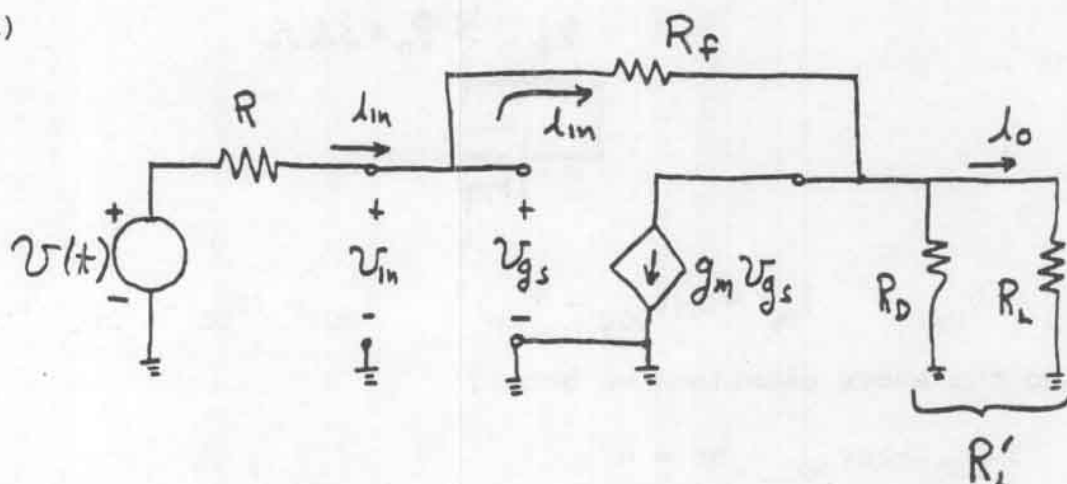 )
R_f
R
i_in
i_in
i_o
+
+
+
v(t)
v_in
v_gs
g_m v_gs
R_D
R_L
-
-
-
R_L'